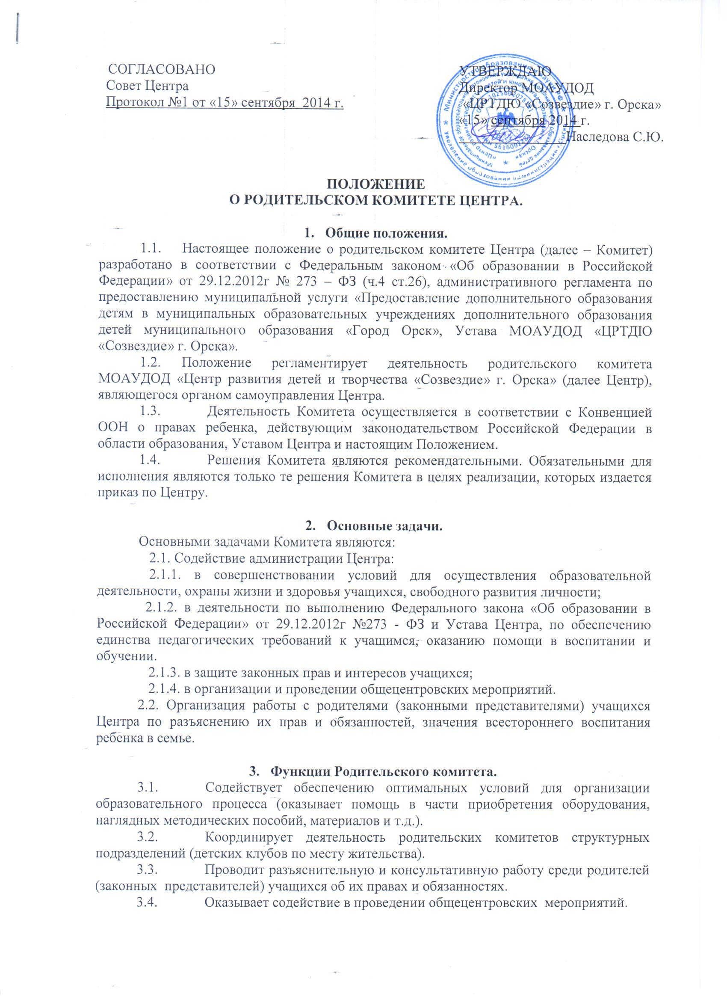 СОГЛАСОВАНО
Совет Центра
Протокол №1 от «15» сентября 2014 г.
УТВЕРЖДАЮ
Директор МОАУДОД
«ЦРТДЮ «Созвездие» г. Орска»
«15» сентября 2014 г.
Наследова С.Ю.
ПОЛОЖЕНИЕ
О РОДИТЕЛЬСКОМ КОМИТЕТЕ ЦЕНТРА.
1. Общие положения.
1.1. Настоящее положение о родительском комитете Центра (далее – Комитет)
разработано в соответствии с Федеральным законом «Об образовании в Российской
Федерации» от 29.12.2012г № 273 – ФЗ (ч.4 ст.26), административного регламента по
предоставлению муниципальной услуги «Предоставление дополнительного образования
детям в муниципальных образовательных учреждениях дополнительного образования
детей муниципального образования «Город Орск», Устава МОАУДОД «ЦРТДЮ
«Созвездие» г. Орска».
1.2. Положение регламентирует деятельность родительского комитета
МОАУДОД «Центр развития детей и творчества «Созвездие» г. Орска» (далее Центр),
являющегося органом самоуправления Центра.
1.3. Деятельность Комитета осуществляется в соответствии с Конвенцией
ООН о правах ребенка, действующим законодательством Российской Федерации в
области образования, Уставом Центра и настоящим Положением.
1.4. Решения Комитета являются рекомендательными. Обязательными для
исполнения являются только те решения Комитета в целях реализации, которых издается
приказ по Центру.
2. Основные задачи.
Основными задачами Комитета являются:
2.1. Содействие администрации Центра:
2.1.1. в совершенствовании условий для осуществления образовательной
деятельности, охраны жизни и здоровья учащихся, свободного развития личности;
2.1.2. в деятельности по выполнению Федерального закона «Об образовании в
Российской Федерации» от 29.12.2012г №273 - ФЗ и Устава Центра, по обеспечению
единства педагогических требований к учащимся, оказанию помощи в воспитании и
обучении.
2.1.3. в защите законных прав и интересов учащихся;
2.1.4. в организации и проведении общецентровских мероприятий.
2.2. Организация работы с родителями (законными представителями) учащихся
Центра по разъяснению их прав и обязанностей, значения всестороннего воспитания
ребенка в семье.
3. Функции Родительского комитета.
3.1. Содействует обеспечению оптимальных условий для организации
образовательного процесса (оказывает помощь в части приобретения оборудования,
наглядных методических пособий, материалов и т.д.).
3.2. Координирует деятельность родительских комитетов структурных
подразделений (детских клубов по месту жительства).
3.3. Проводит разъяснительную и консультативную работу среди родителей
(законных представителей) учащихся об их правах и обязанностях.
3.4. Оказывает содействие в проведении общецентровских мероприятий.